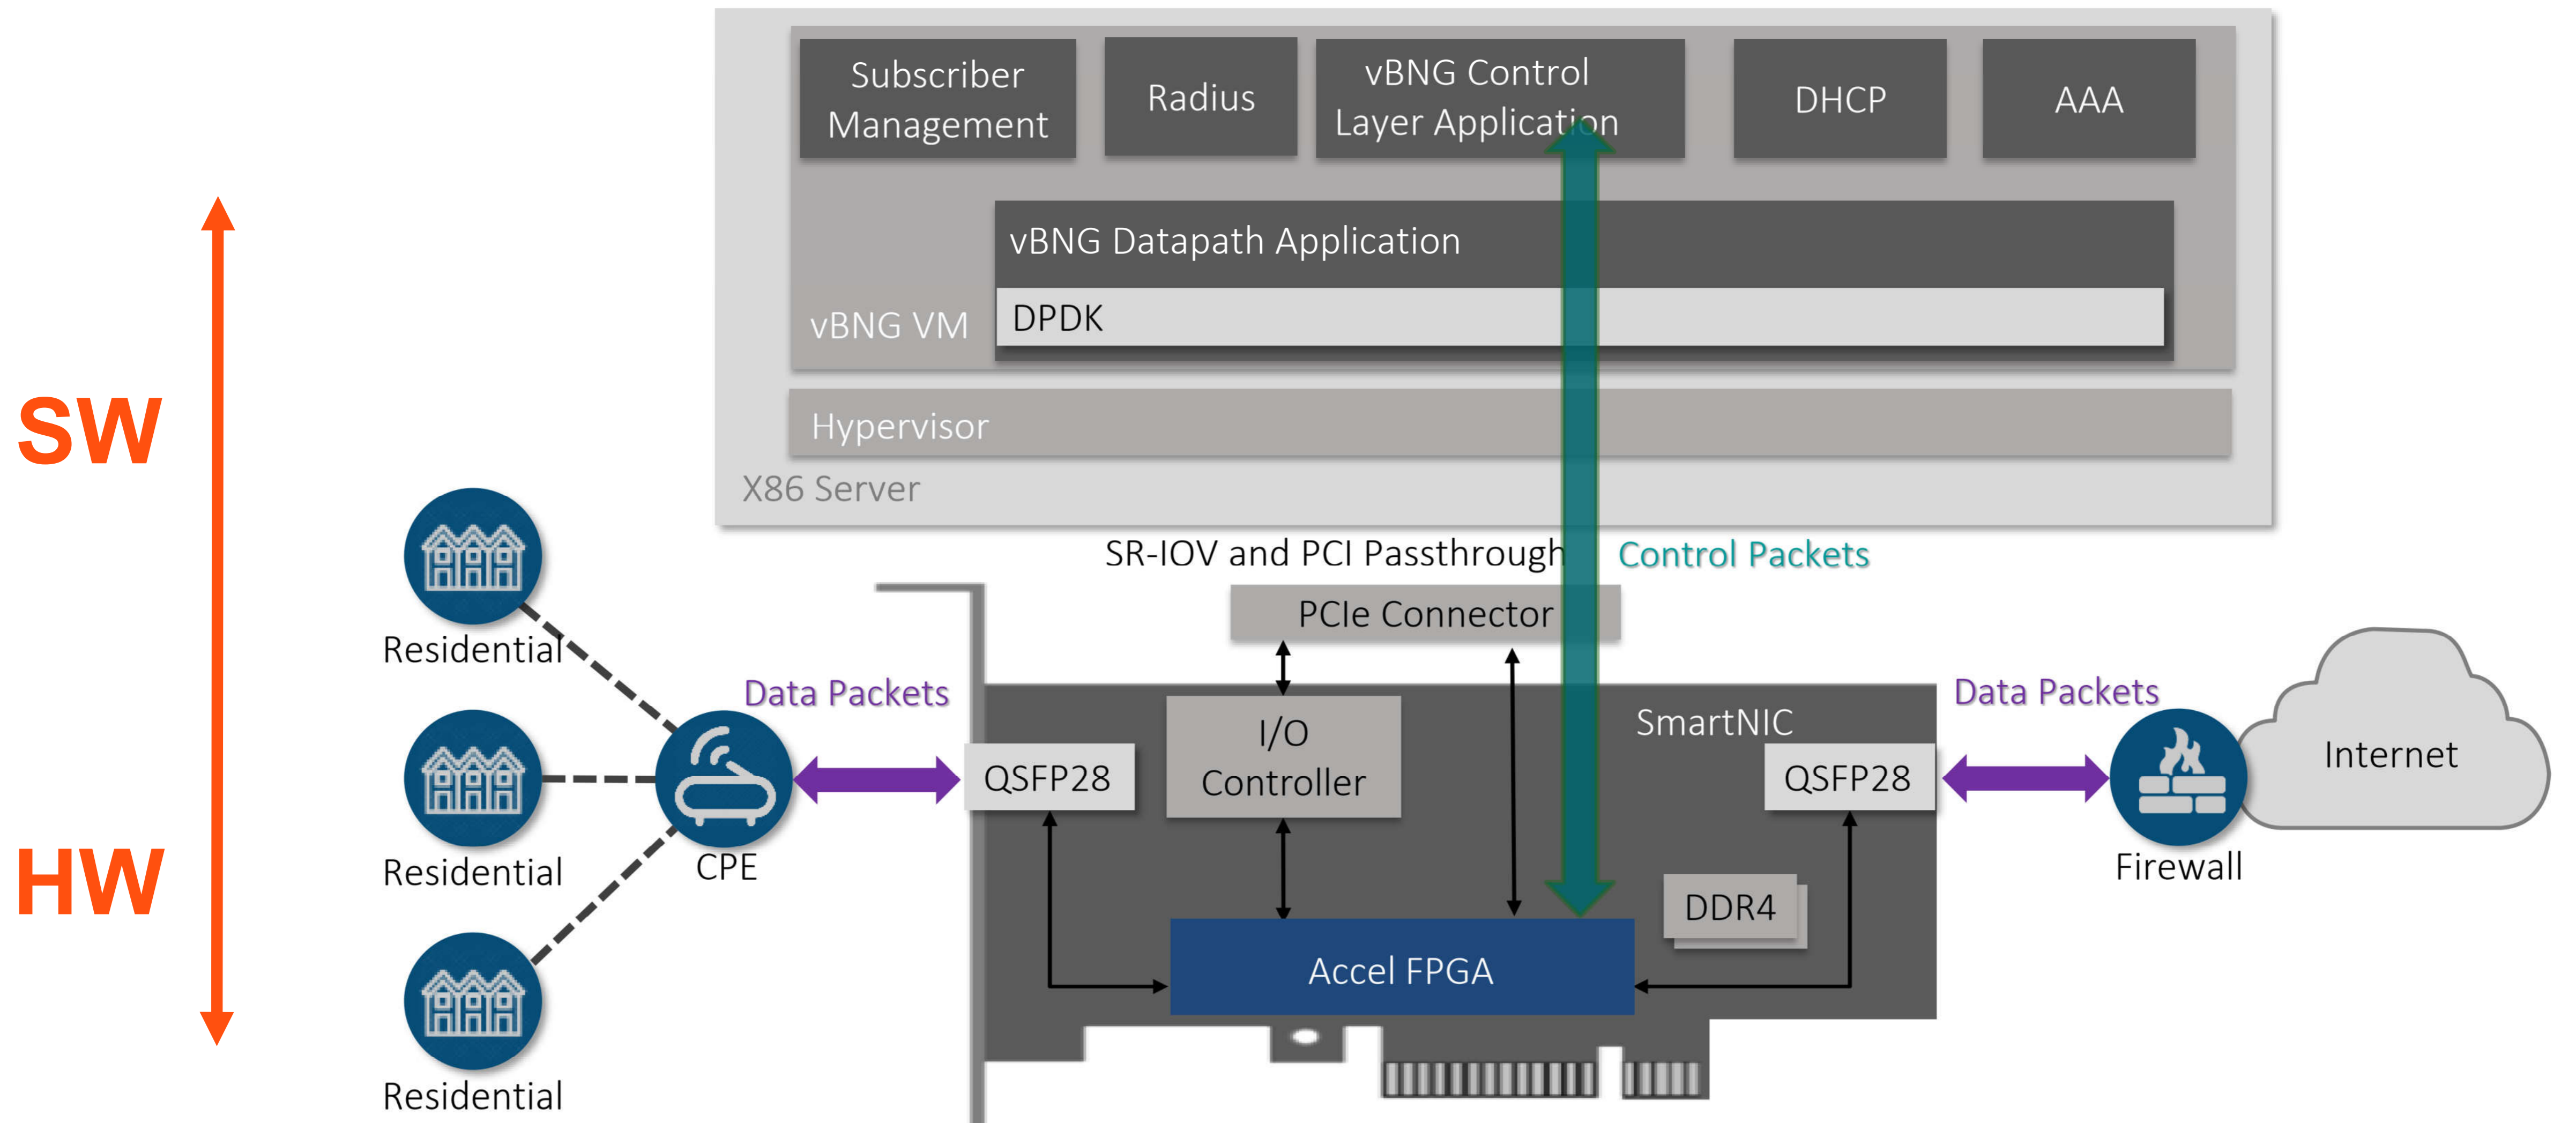 Subscriber
Management
Radius
vBNG Control
Layer Application
DHCP
AAA
vBNG Datapath Application
vBNG VM
DPDK
SW
Hypervisor
X86 Server
SR-IOV and PCI Passthrough
Control Packets
PCIe Connector
Residential
Data Packets
SmartNIC
Data Packets
I/O
Controller
QSFP28
QSFP28
Internet
HW
Residential
CPE
Firewall
DDR4
Accel FPGA
Residential